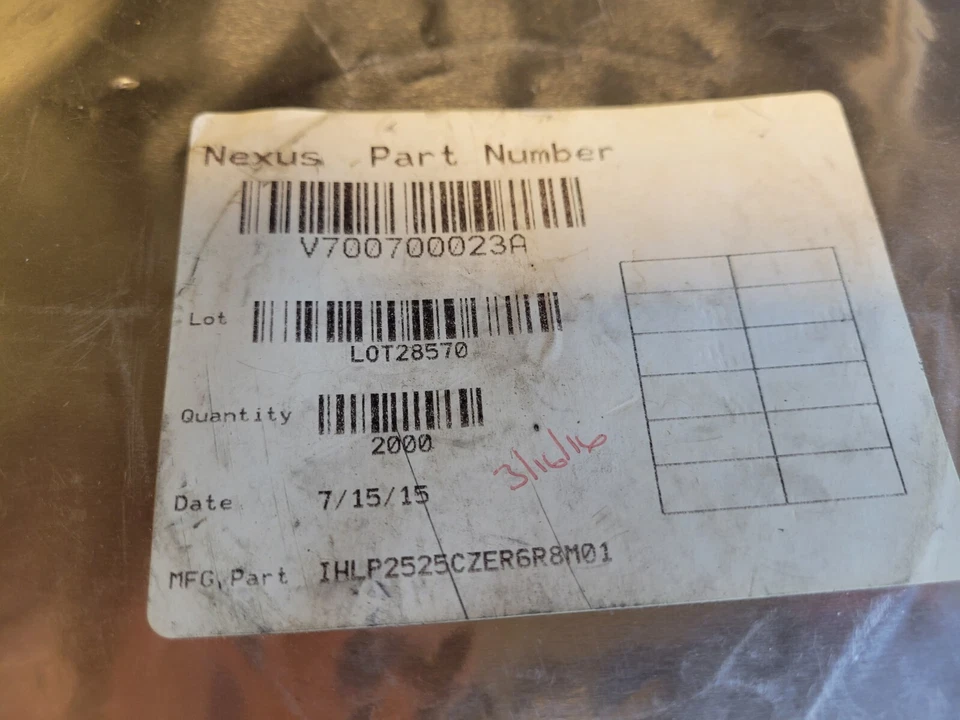 Nexus Part Number
V700700023A
Lot
LOT28570
Quantity
2000
3/16/16
Date 7/15/15
MFG, Part IHLP2525CZER6R8M01